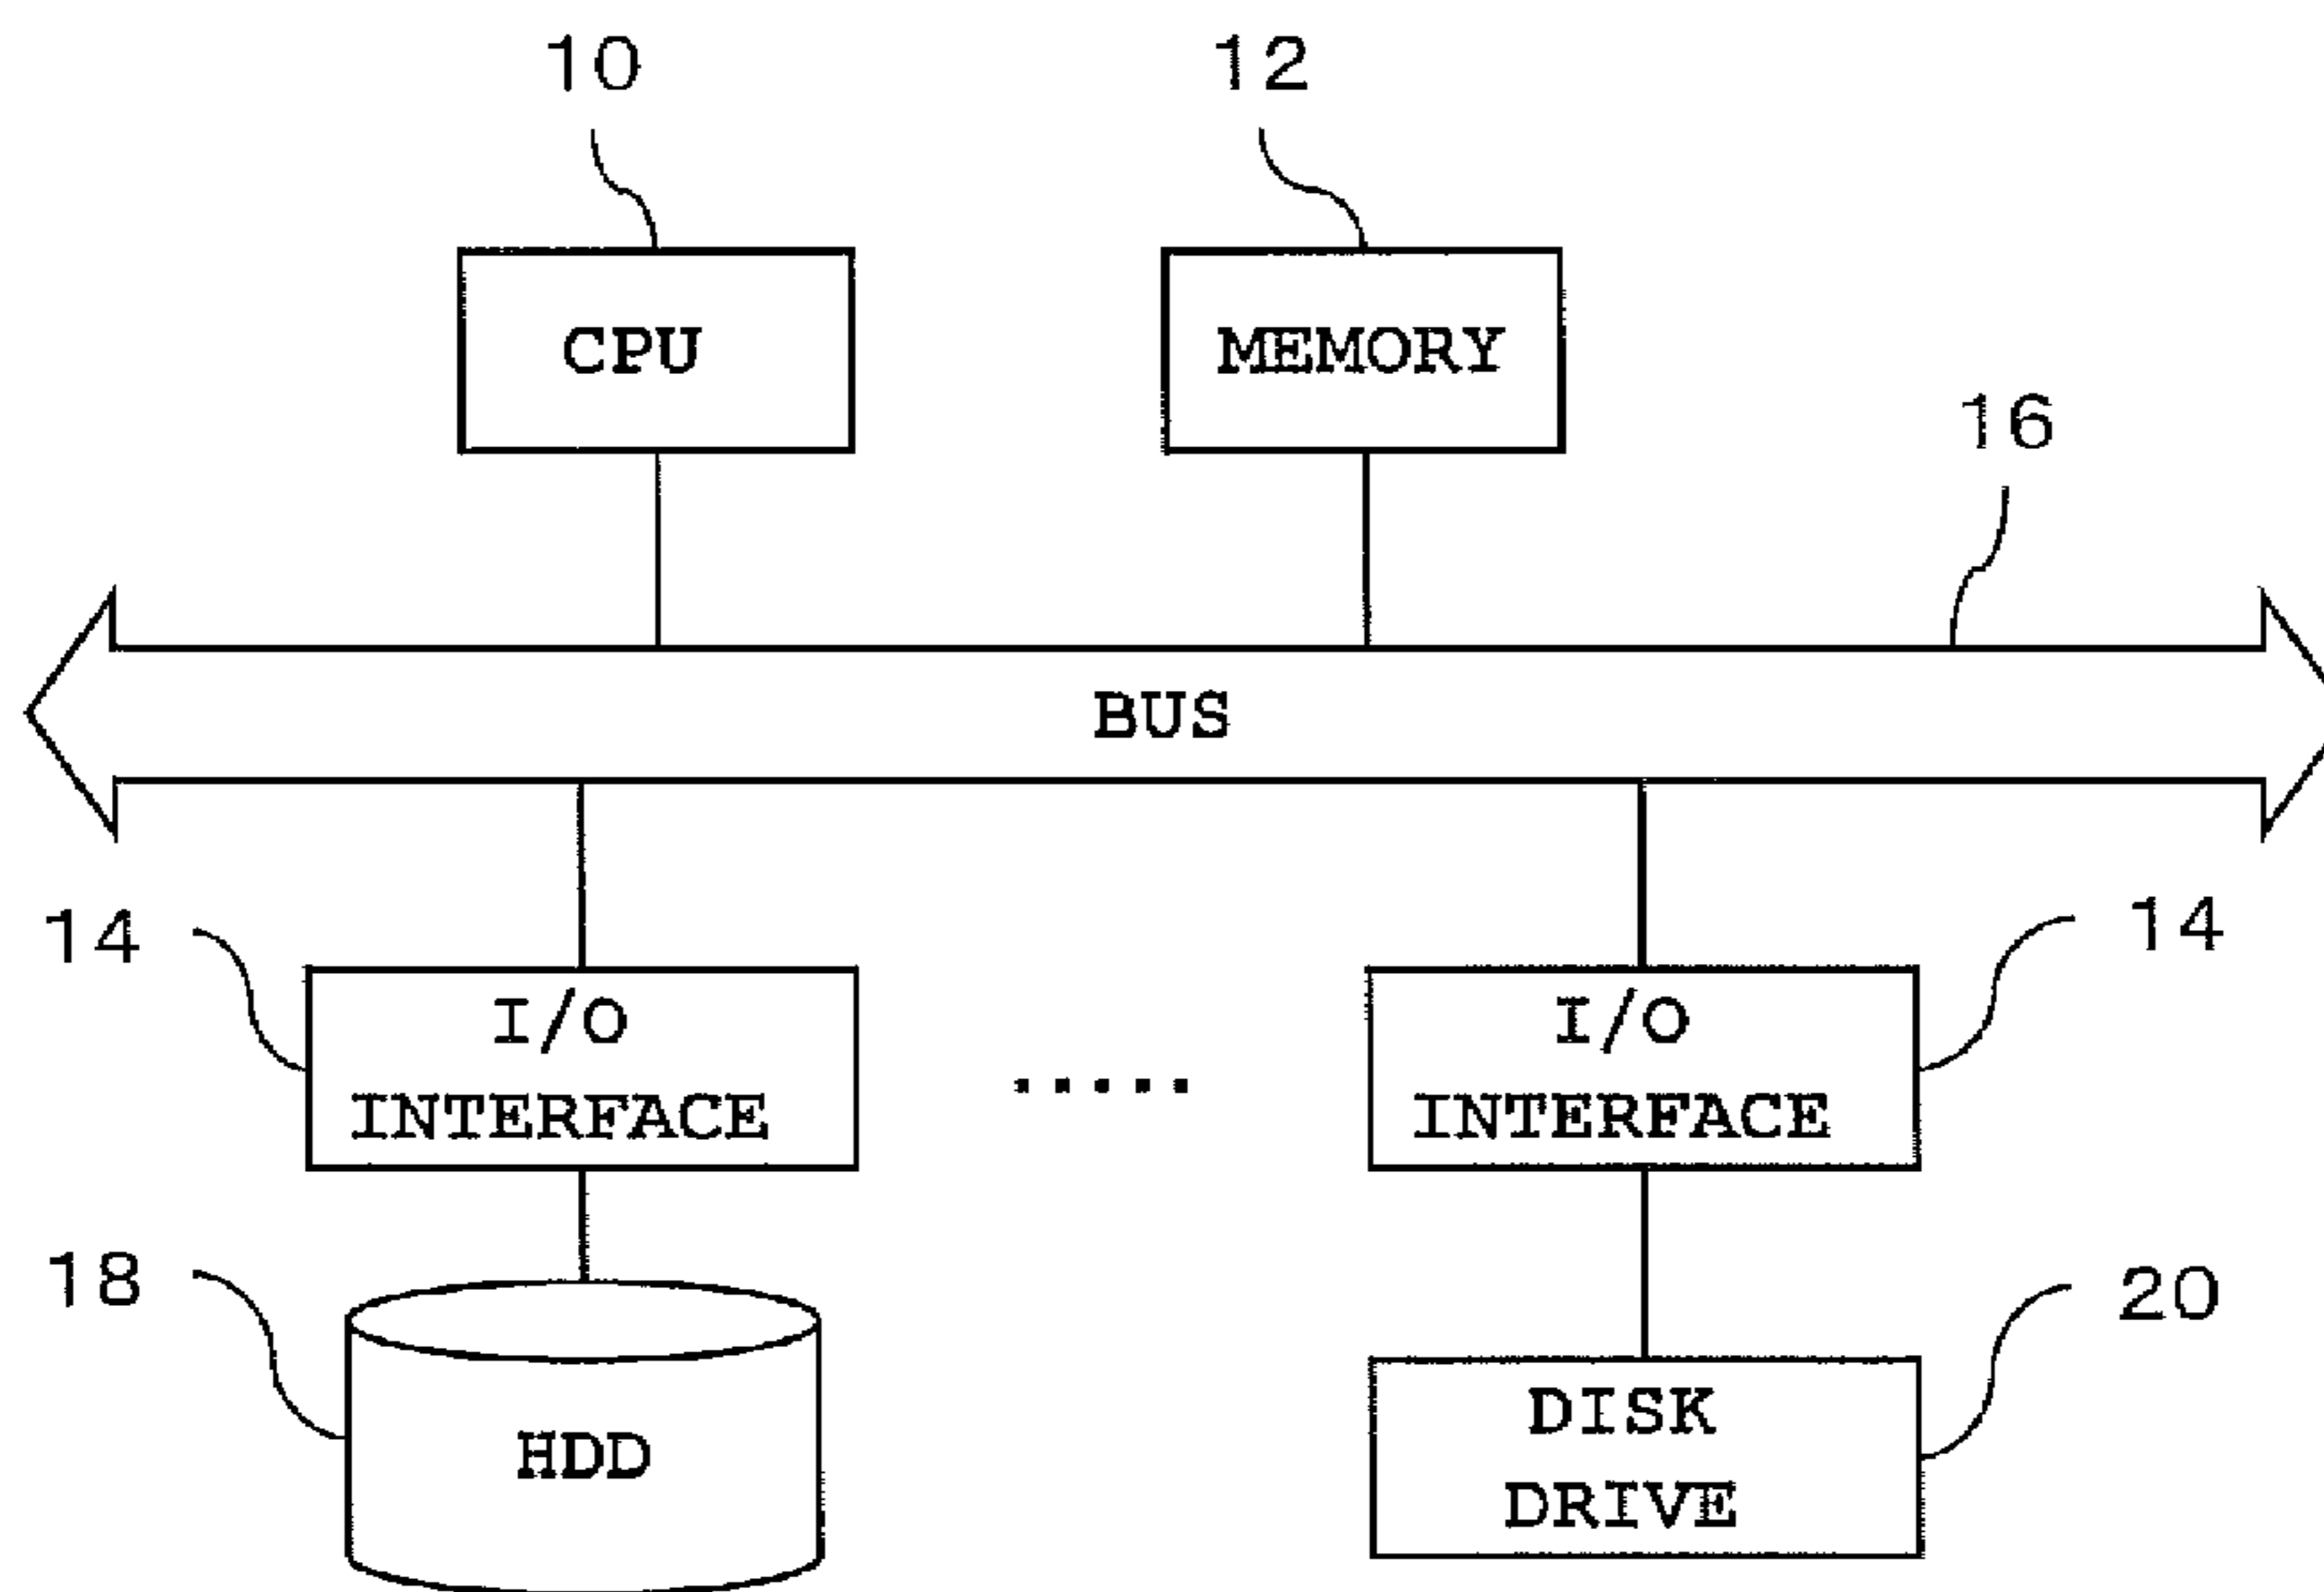 10
12
CPU
MEMORY
16
BUS
14
14
I/O
INTERFACE
.....
I/O
INTERFACE
18
20
HDD
DISK
DRIVE